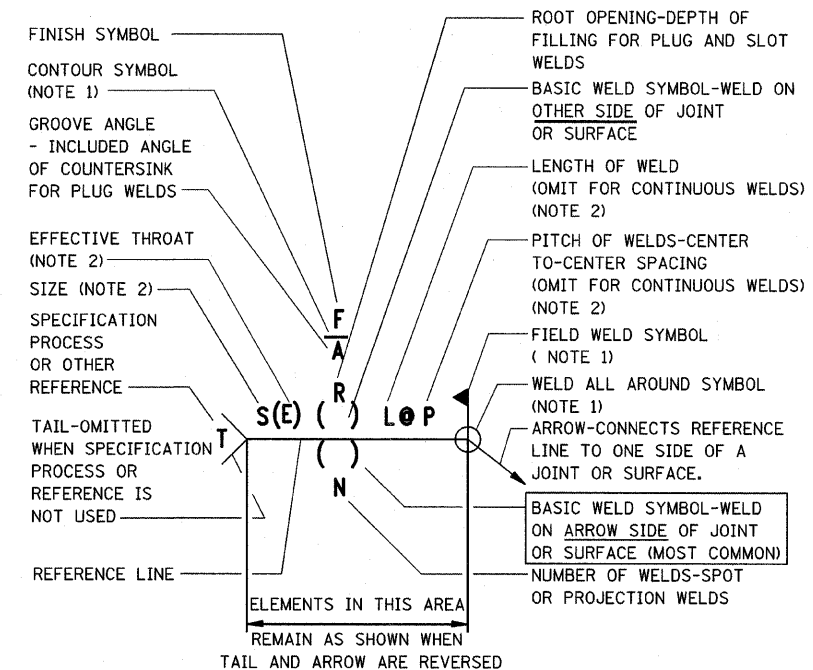 FINISH SYMBOL
CONTOUR SYMBOL
(NOTE 1)
GROOVE ANGLE
- INCLUDED ANGLE
OF COUNTERSINK
FOR PLUG WELDS
EFFECTIVE THROAT
(NOTE 2)
SIZE (NOTE 2)
SPECIFICATION
PROCESS
OR OTHER
REFERENCE
TAIL-OMITTED
WHEN SPECIFICATION
PROCESS OR
REFERENCE IS
NOT USED
REFERENCE LINE
F
A
R
S(E) ( ) L@P
T
( )
N
ELEMENTS IN THIS AREA
REMAIN AS SHOWN WHEN
TAIL AND ARROW ARE REVERSED
ROOT OPENING-DEPTH OF
FILLING FOR PLUG AND SLOT
WELDS
BASIC WELD SYMBOL-WELD ON
OTHER SIDE OF JOINT
OR SURFACE
LENGTH OF WELD
(OMIT FOR CONTINUOUS WELDS)
(NOTE 2)
PITCH OF WELDS-CENTER
TO-CENTER SPACING
(OMIT FOR CONTINUOUS WELDS)
(NOTE 2)
FIELD WELD SYMBOL
( NOTE 1)
WELD ALL AROUND SYMBOL
(NOTE 1)
ARROW-CONNECTS REFERENCE
LINE TO ONE SIDE OF A
JOINT OR SURFACE.
BASIC WELD SYMBOL-WELD
ON ARROW SIDE OF JOINT
OR SURFACE (MOST COMMON)
NUMBER OF WELDS-SPOT
OR PROJECTION WELDS